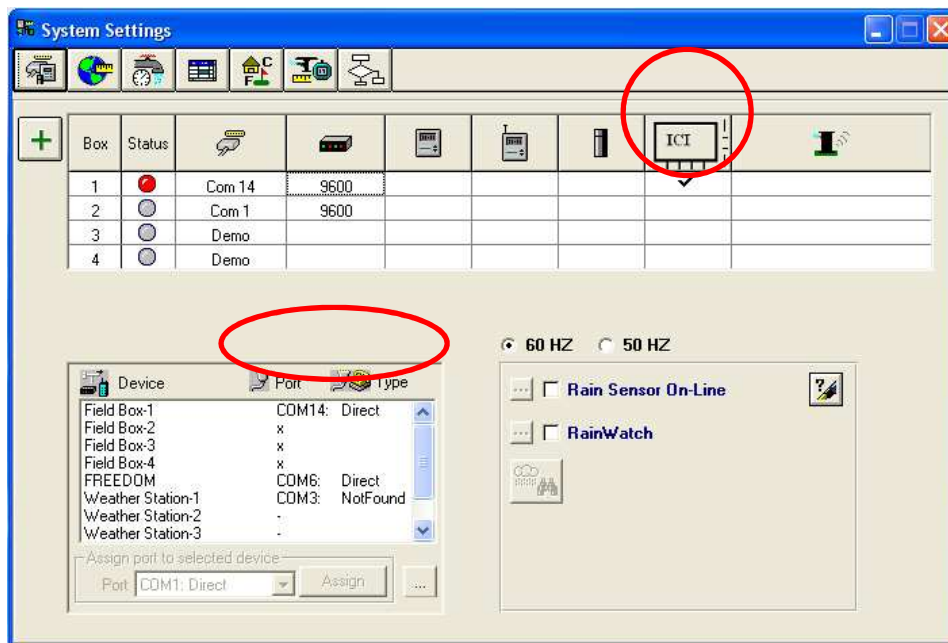 System Settings
Box Status ICI
1 Com 14 9600
2 Com 1 9600
3 Demo
4 Demo
60 HZ 50 HZ
Device Port Type
Field Box-1 COM14: Direct
Field Box-2 x
Field Box-3 x
Field Box-4 x
FREEDOM COM6: Direct
Weather Station-1 COM3: NotFound
Weather Station-2 -
Weather Station-3 -
Assign port to selected device
Port COM1: Direct Assign ...
... Rain Sensor On-Line
... RainWatch